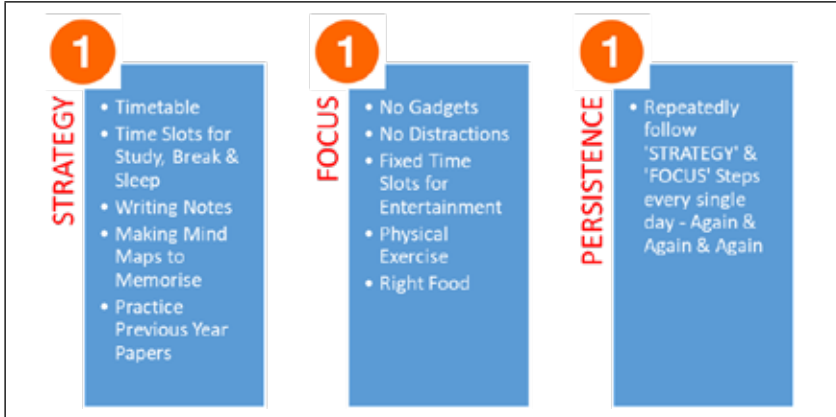 1
STRATEGY
• Timetable
• Time Slots for
Study, Break &
Sleep
• Writing Notes
• Making Mind
Maps to
Memorise
• Practice
Previous Year
Papers
1
FOCUS
• No Gadgets
• No Distractions
• Fixed Time
Slots for
Entertainment
• Physical
Exercise
• Right Food
1
PERSISTENCE
• Repeatedly
follow
'STRATEGY' &
'FOCUS' Steps
every single
day - Again &
Again & Again